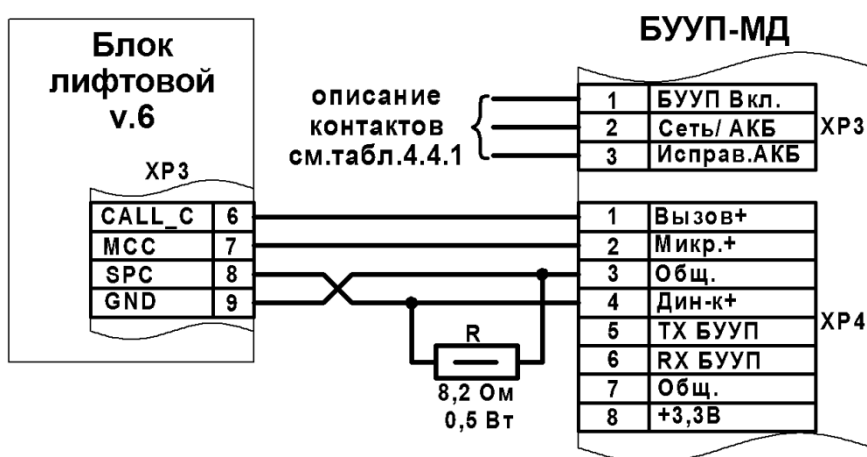 Блок
лифтовой
v.6
XP3
CALL_C 6
MCC 7
SPC 8
GND 9
описание
контактов
см.табл.4.4.1
R
8,2 Ом
0,5 Вт
БУУП-МД
1 БУУП Вкл.
2 Сеть/ АКБ
3 Исправ.АКБ
XP3
1 Вызов+
2 Микр.+
3 Общ.
4 Дин-к+
5 TX БУУП
6 RX БУУП
7 Общ.
8 +3,3В
XP4